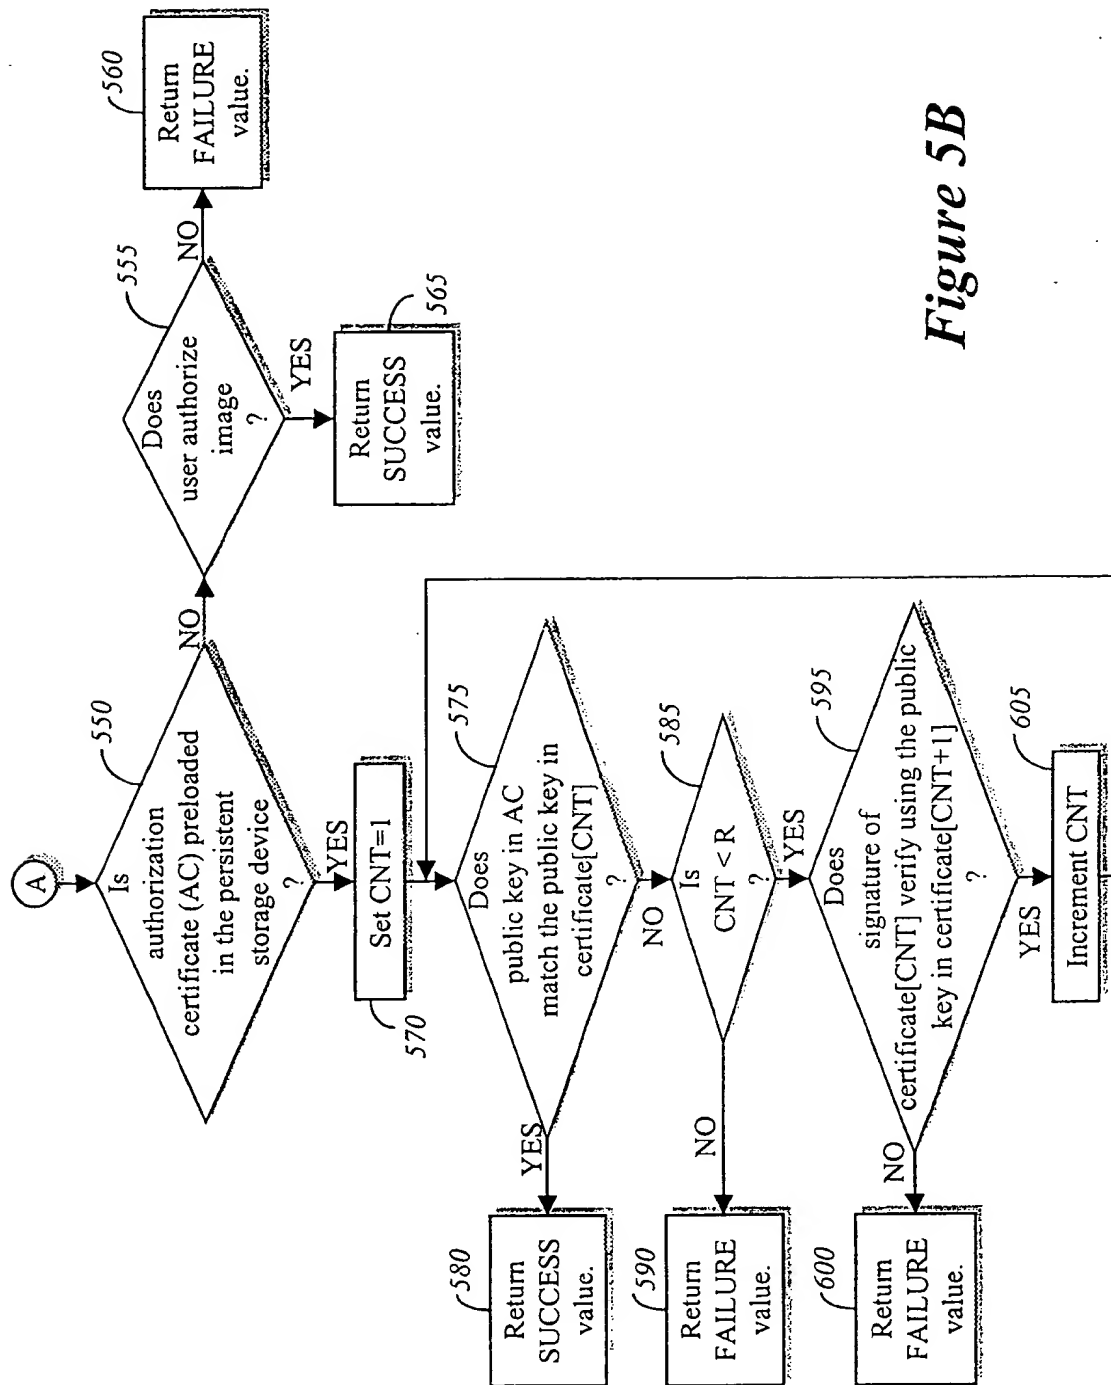 A
550
Is
authorization
certificate (AC) preloaded
in the persistent
storage device
?
NO
YES
555
Does
user authorize
image
?
NO
YES
560
Return
FAILURE
value.
565
Return
SUCCESS
value.
570
Set CNT=1
575
Does
public key in AC
match the public key in
certificate[CNT]
?
YES
NO
580
Return
SUCCESS
value.
585
Is
CNT < R
?
NO
YES
590
Return
FAILURE
value.
595
Does
signature of
certificate[CNT] verify using the public
key in certificate[CNT+1]
?
NO
YES
600
Return
FAILURE
value.
605
Increment CNT
Figure 5B